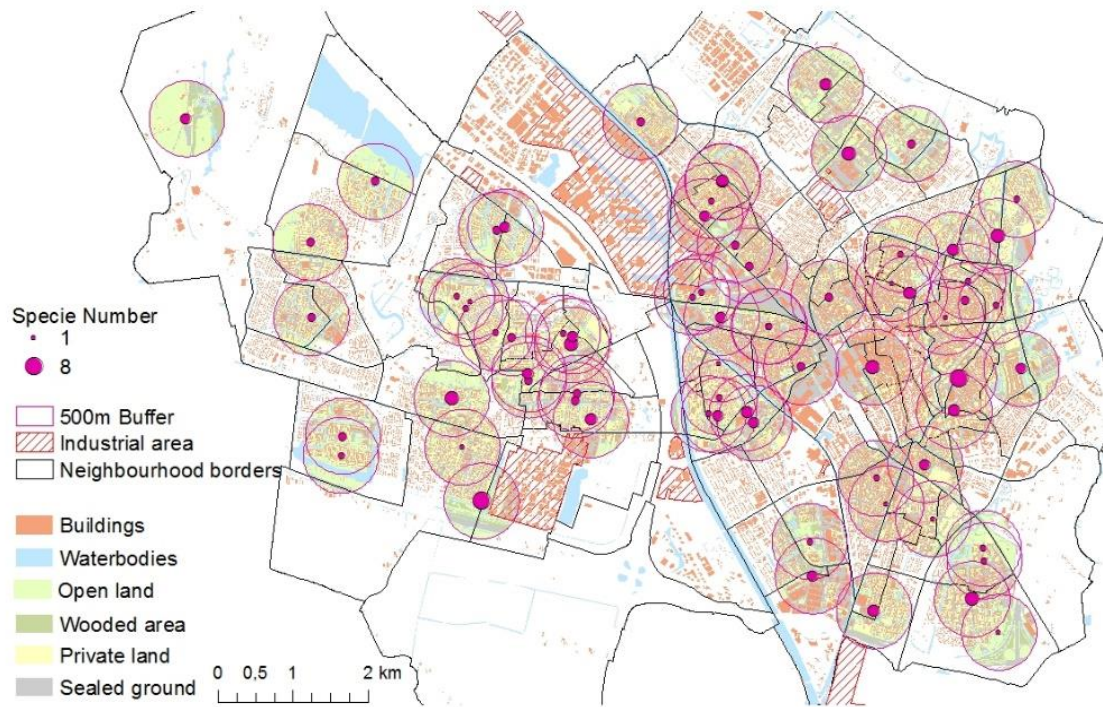 Specie Number
1
8
500m Buffer
Industrial area
Neighbourhood borders
Buildings
Waterbodies
Open land
Wooded area
Private land
Sealed ground
0 0,5 1 2 km